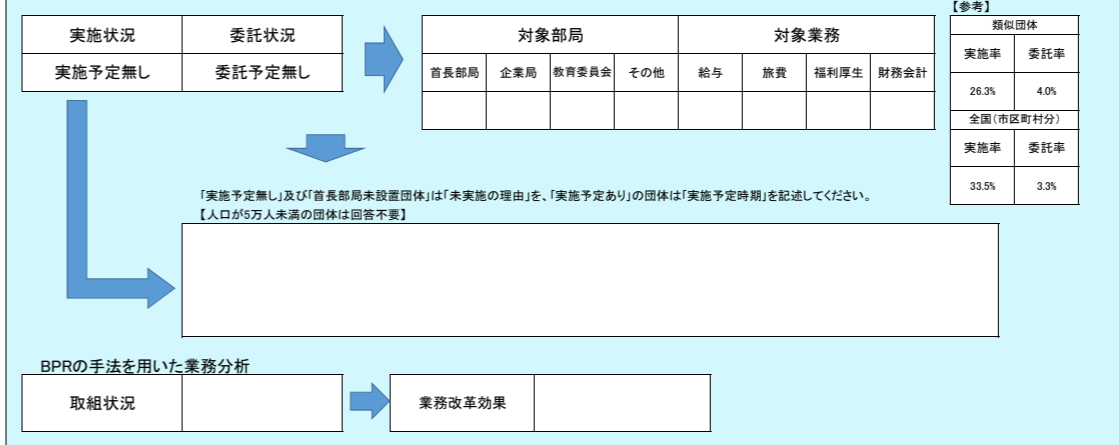 【参考】
実施状況 委託状況
実施予定無し 委託予定無し
対象部局 対象業務
首長部局 企業局 教育委員会 その他 給与 旅費 福利厚生 財務会計
類似団体
実施率 委託率
26.3% 4.0%
全国(市区町村分)
実施率 委託率
33.5% 3.3%
「実施予定無し」及び「首長部局未設置団体」は「未実施の理由」を、「実施予定あり」の団体は「実施予定時期」を記述してください。
【人口が5万人未満の団体は回答不要】
BPRの手法を用いた業務分析
取組状況 業務改革効果